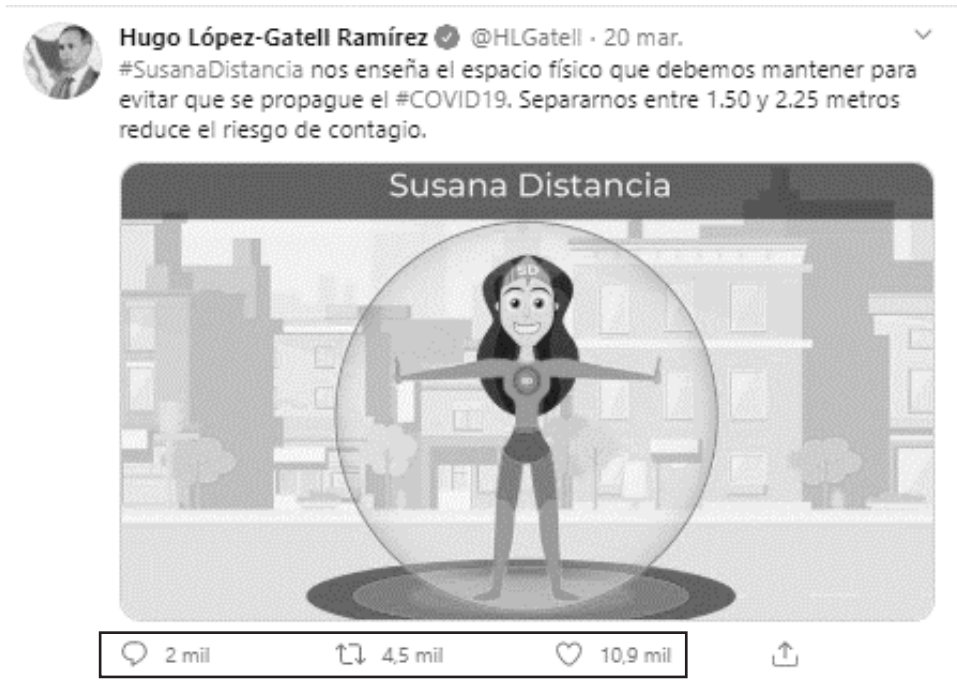 Hugo López-Gatell Ramírez @HLGatell · 20 mar.
#SusanaDistancia nos enseña el espacio físico que debemos mantener para
evitar que se propague el #COVID19. Separarnos entre 1.50 y 2.25 metros
reduce el riesgo de contagio.
Susana Distancia
SD
SD
2 mil 4,5 mil 10,9 mil